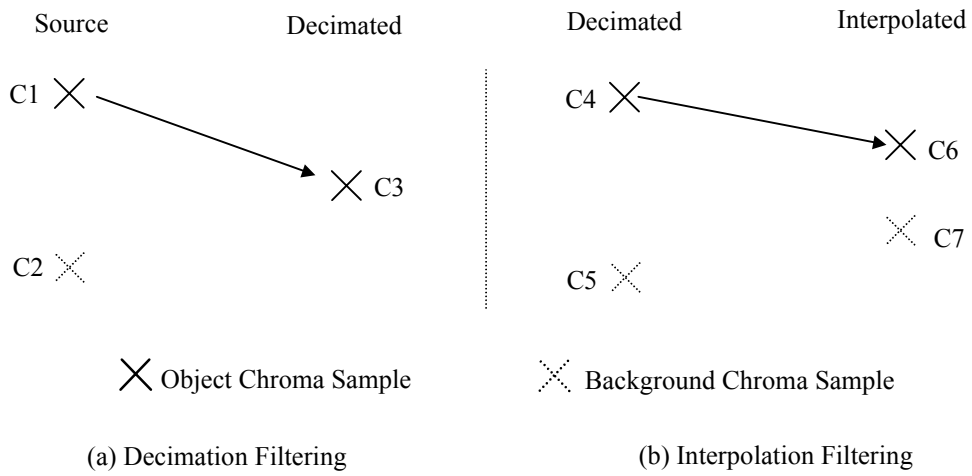 Source
Decimated
Decimated
Interpolated
C1
C4
C6
C3
C7
C2
C5
Object Chroma Sample
Background Chroma Sample
(a) Decimation Filtering
(b) Interpolation Filtering